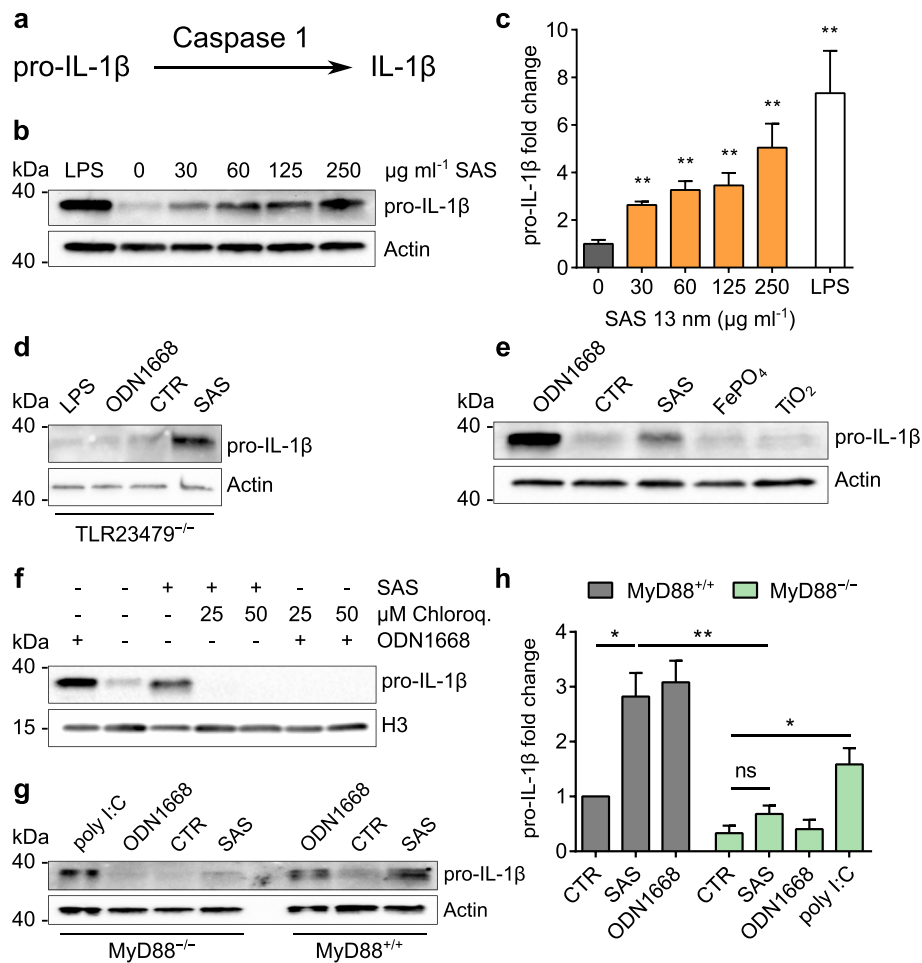 a
Caspase 1
pro-IL-1β IL-1β
b
kDa LPS 0 30 60 125 250 µg ml⁻¹ SAS
40
pro-IL-1β
Actin
40
c
pro-IL-1β fold change
10
8
6
4
2
0
** ** ** ** **
0 30 60 125 250 LPS
SAS 13 nm (µg ml⁻¹)
d
kDa LPS ODN1668 CTR SAS
40
pro-IL-1β
Actin
40
TLR23479⁻/⁻
e
kDa ODN1668 CTR SAS FePO₄ TiO₂
40
pro-IL-1β
Actin
40
f
- - + + + - - SAS
- - - 25 50 25 50 µM Chloroq.
kDa + - - - - + + ODN1668
40
pro-IL-1β
15 H3
g
kDa poly I:C ODN1668 CTR SAS ODN1668 CTR SAS
40
pro-IL-1β
Actin
40
MyD88⁻/⁻ MyD88⁺/⁺
h
MyD88⁺/⁺ MyD88⁻/⁻
pro-IL-1β fold change
4
3
2
1
0
* **
*
ns
CTR SAS ODN1668 CTR SAS ODN1668 poly I:C